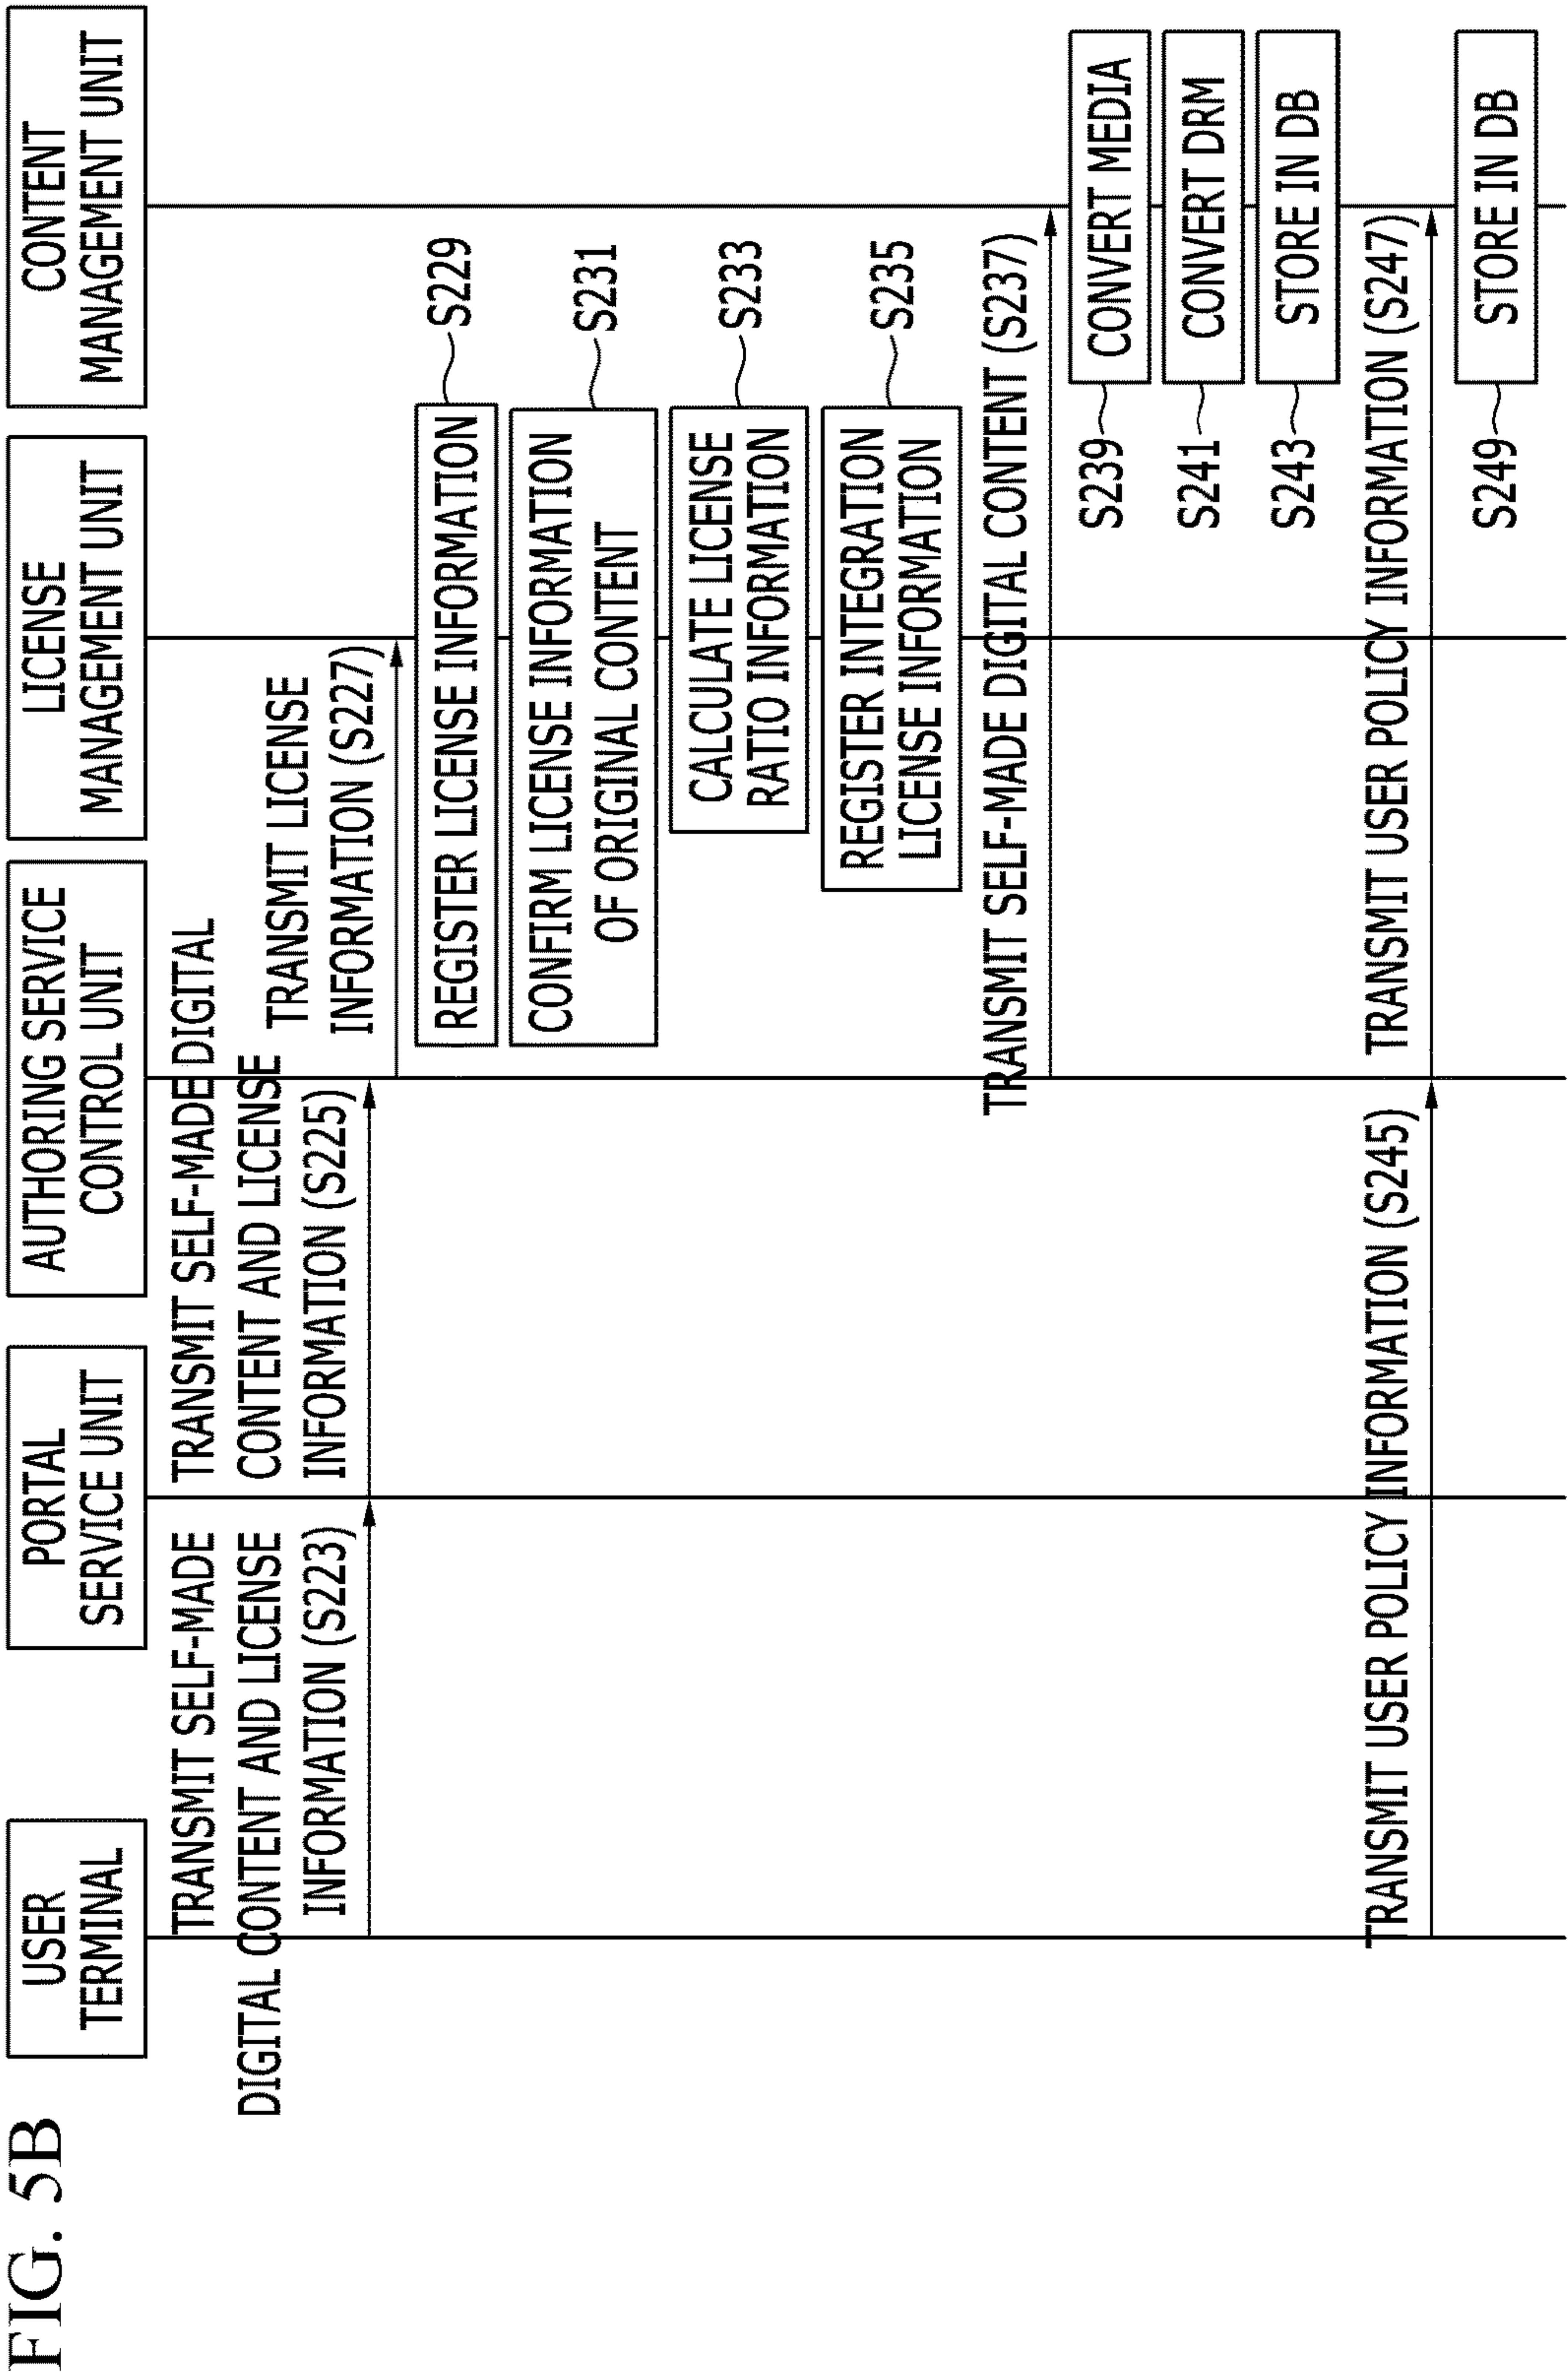 FIG. 5B
USER
TERMINAL
PORTAL
SERVICE UNIT
AUTHORING SERVICE
CONTROL UNIT
LICENSE
MANAGEMENT UNIT
CONTENT
MANAGEMENT UNIT
TRANSMIT SELF-MADE
DIGITAL CONTENT AND LICENSE
INFORMATION (S223)
TRANSMIT SELF-MADE DIGITAL
CONTENT AND LICENSE
INFORMATION (S225)
TRANSMIT LICENSE
INFORMATION (S227)
REGISTER LICENSE INFORMATION
S229
CONFIRM LICENSE INFORMATION
OF ORIGINAL CONTENT
S231
CALCULATE LICENSE
RATIO INFORMATION
S233
REGISTER INTEGRATION
LICENSE INFORMATION
S235
TRANSMIT SELF-MADE DIGITAL CONTENT (S237)
S239
CONVERT MEDIA
S241
CONVERT DRM
S243
STORE IN DB
TRANSMIT USER POLICY INFORMATION (S245)
TRANSMIT USER POLICY INFORMATION (S247)
S249
STORE IN DB